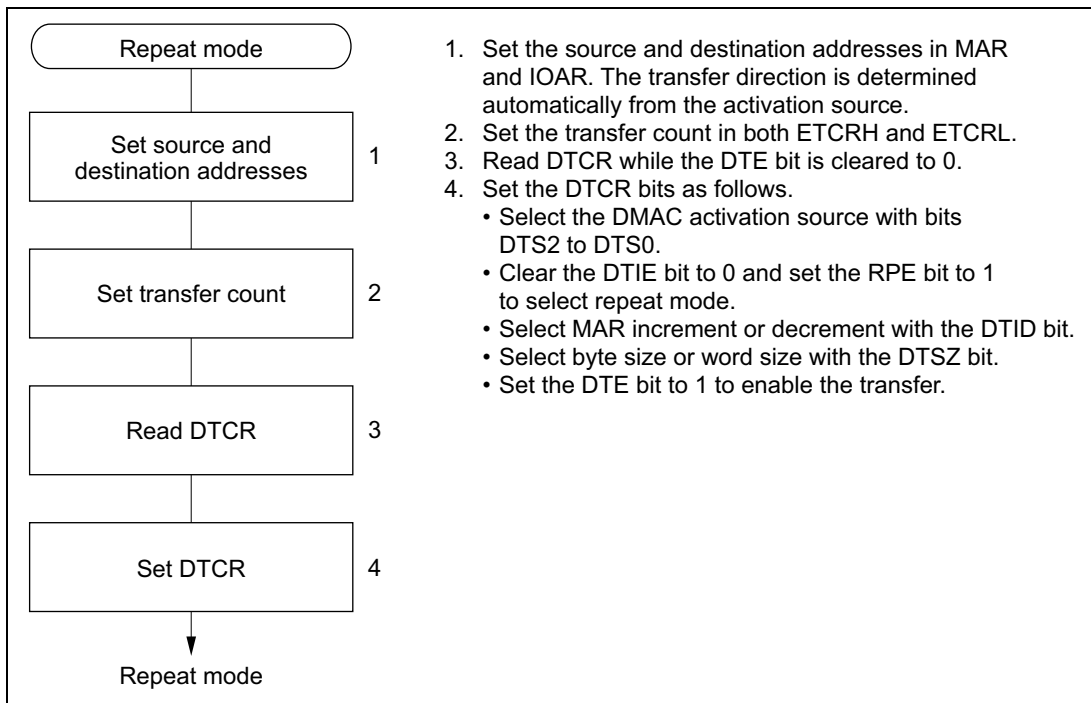 Repeat mode
Set source and
destination addresses
1
Set transfer count
2
Read DTCR
3
Set DTCR
4
Repeat mode
1. Set the source and destination addresses in MAR
and IOAR. The transfer direction is determined
automatically from the activation source.
2. Set the transfer count in both ETCRH and ETCRL.
3. Read DTCR while the DTE bit is cleared to 0.
4. Set the DTCR bits as follows.
• Select the DMAC activation source with bits
DTS2 to DTS0.
• Clear the DTIE bit to 0 and set the RPE bit to 1
to select repeat mode.
• Select MAR increment or decrement with the DTID bit.
• Select byte size or word size with the DTSZ bit.
• Set the DTE bit to 1 to enable the transfer.